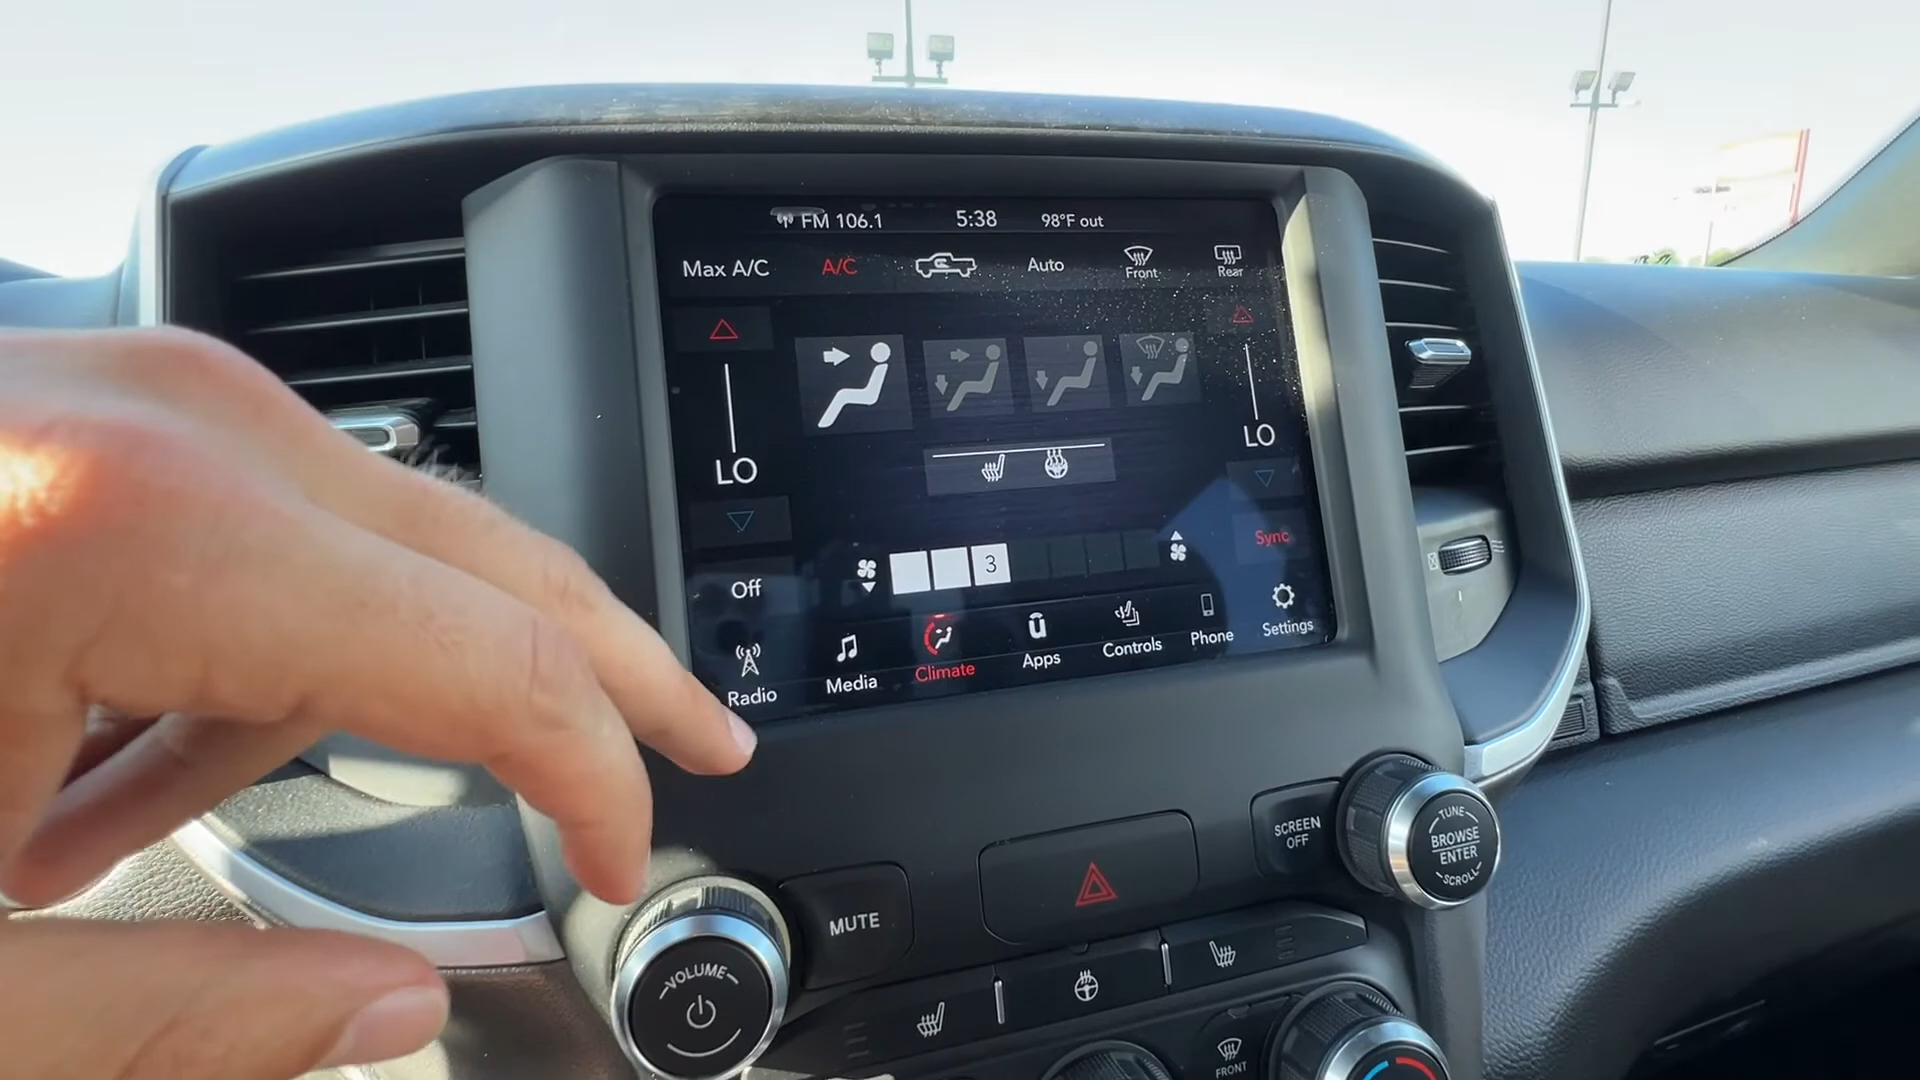 FM 106.1 5:38 98°F out
Max A/C A/C Auto Front Rear
LO LO
3
Sync
Off
Radio Media Climate Apps Controls Phone Settings
SCREEN
OFF
TUNE
BROWSE
ENTER
SCROLL
MUTE
VOLUME
FRONT